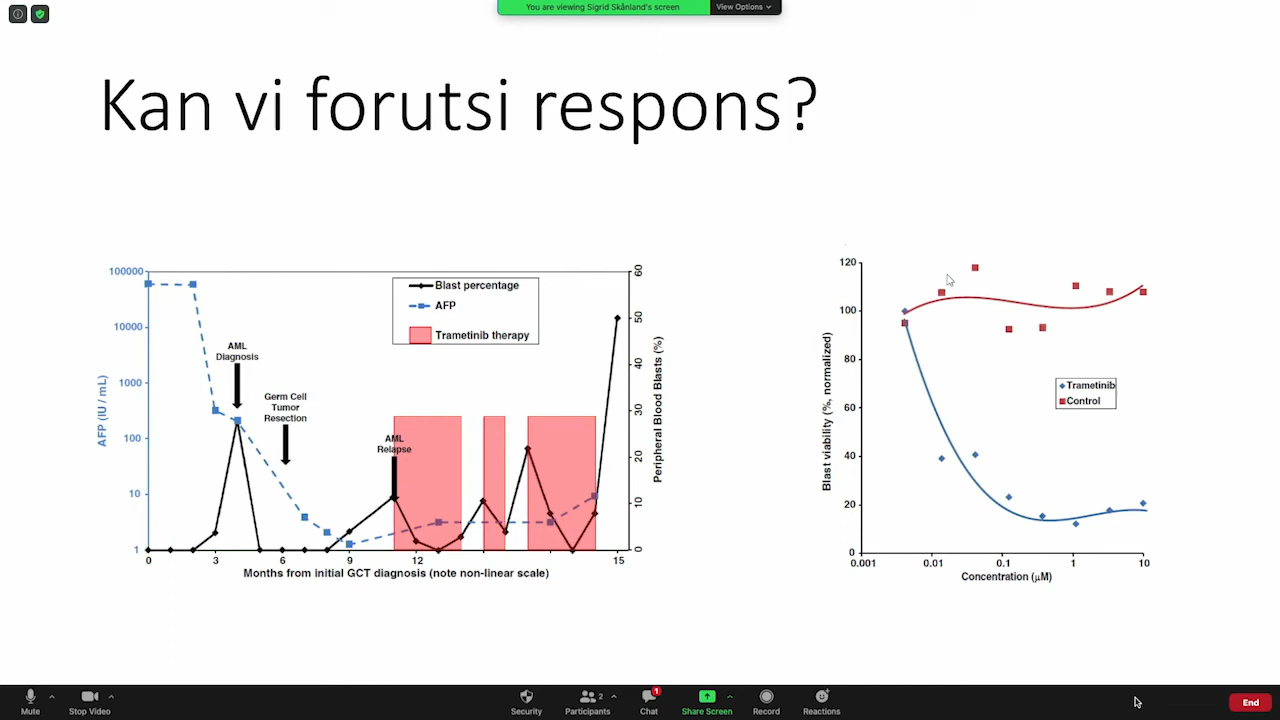 You are viewing Sigrid Skånland's screen
View Options
Kan vi forutsi respons?
100000
10000
1000
100
10
1
AFP (IU / mL)
Blast percentage
AFP
Trametinib therapy
AML
Diagnosis
Germ Cell
Tumor
Resection
AML
Relapse
60
50
40
30
20
10
0
Peripheral Blood Blasts (%)
0 3 6 9 12 15
Months from initial GCT diagnosis (note non-linear scale)
120
100
80
60
40
20
0
Blast viability (%, normalized)
Trametinib
Control
0.001 0.01 0.1 1 10
Concentration (µM)
Mute
Stop Video
Security
2
Participants
1
Chat
Share Screen
Record
Reactions
End